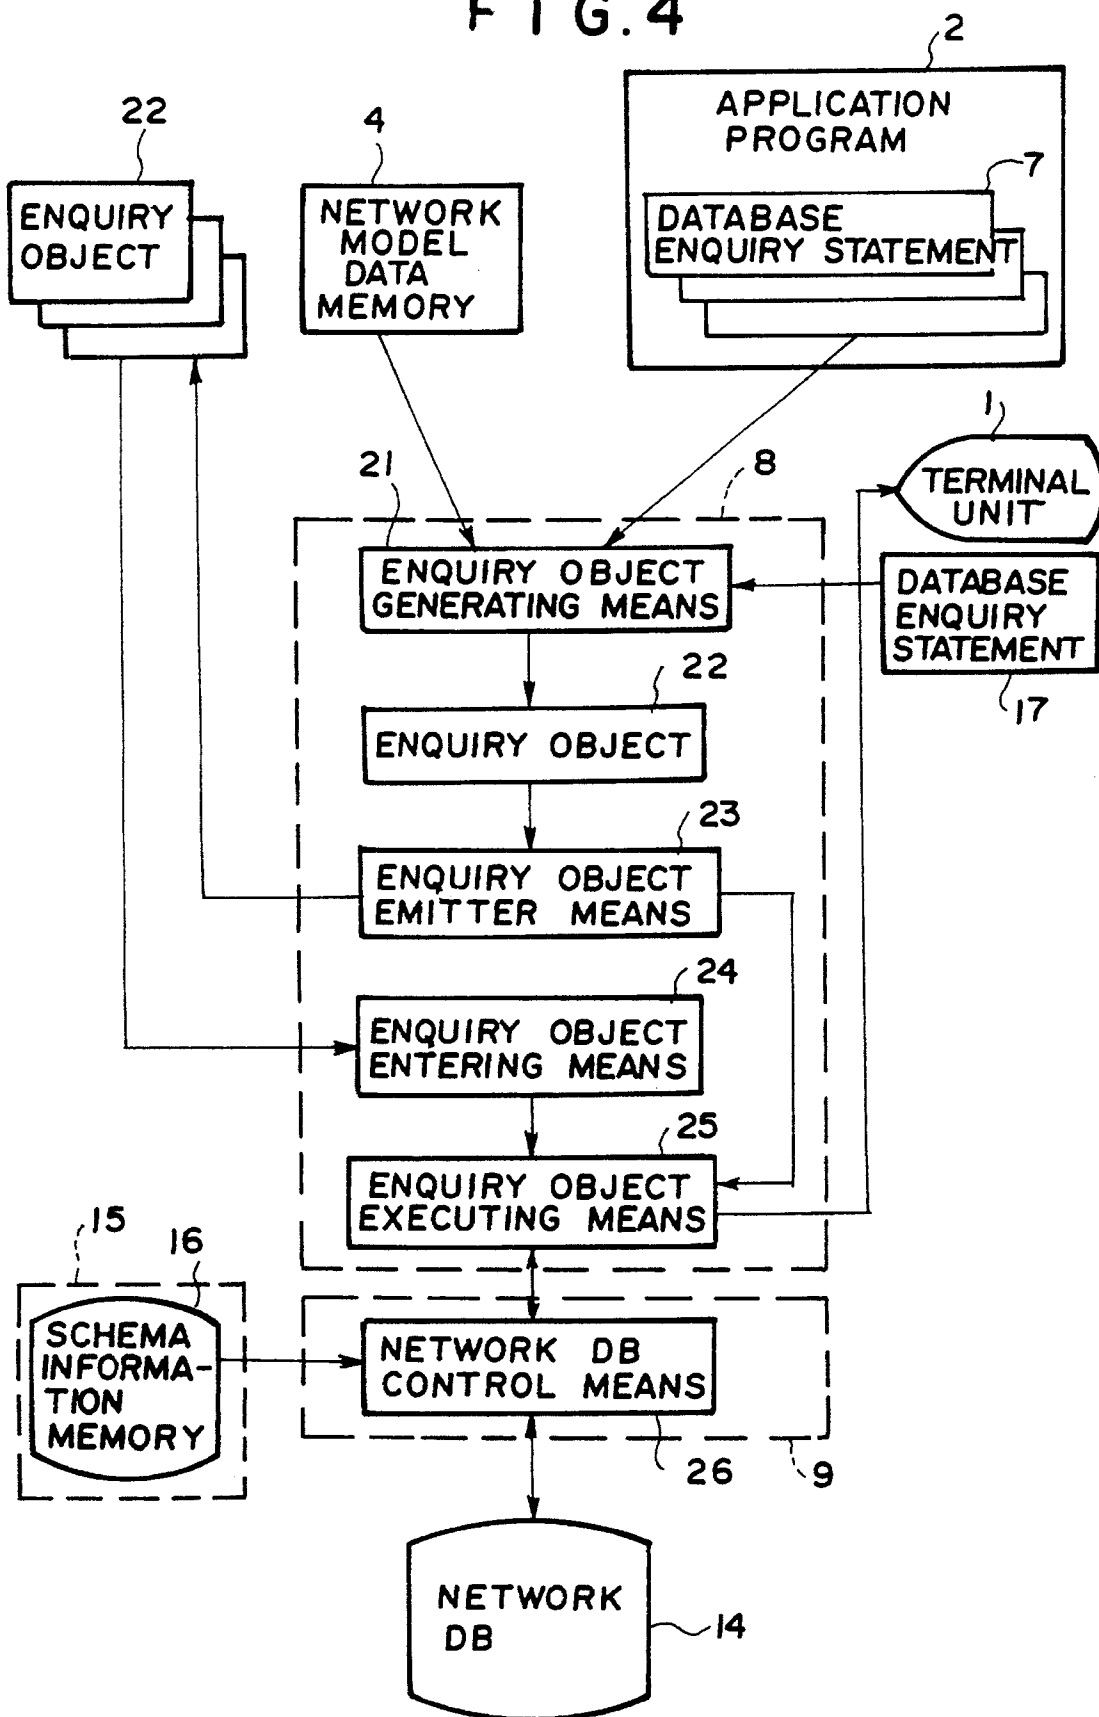 FIG.4
2
APPLICATION
PROGRAM
7
DATABASE
ENQUIRY STATEMENT
22
ENQUIRY
OBJECT
4
NETWORK
MODEL
DATA
MEMORY
1
TERMINAL
UNIT
21
8
ENQUIRY OBJECT
GENERATING MEANS
DATABASE
ENQUIRY
STATEMENT
17
22
ENQUIRY OBJECT
23
ENQUIRY OBJECT
EMITTER MEANS
24
ENQUIRY OBJECT
ENTERING MEANS
25
ENQUIRY OBJECT
EXECUTING MEANS
15
16
SCHEMA
INFORMA-
TION
MEMORY
NETWORK DB
CONTROL MEANS
26
9
NETWORK
DB
14